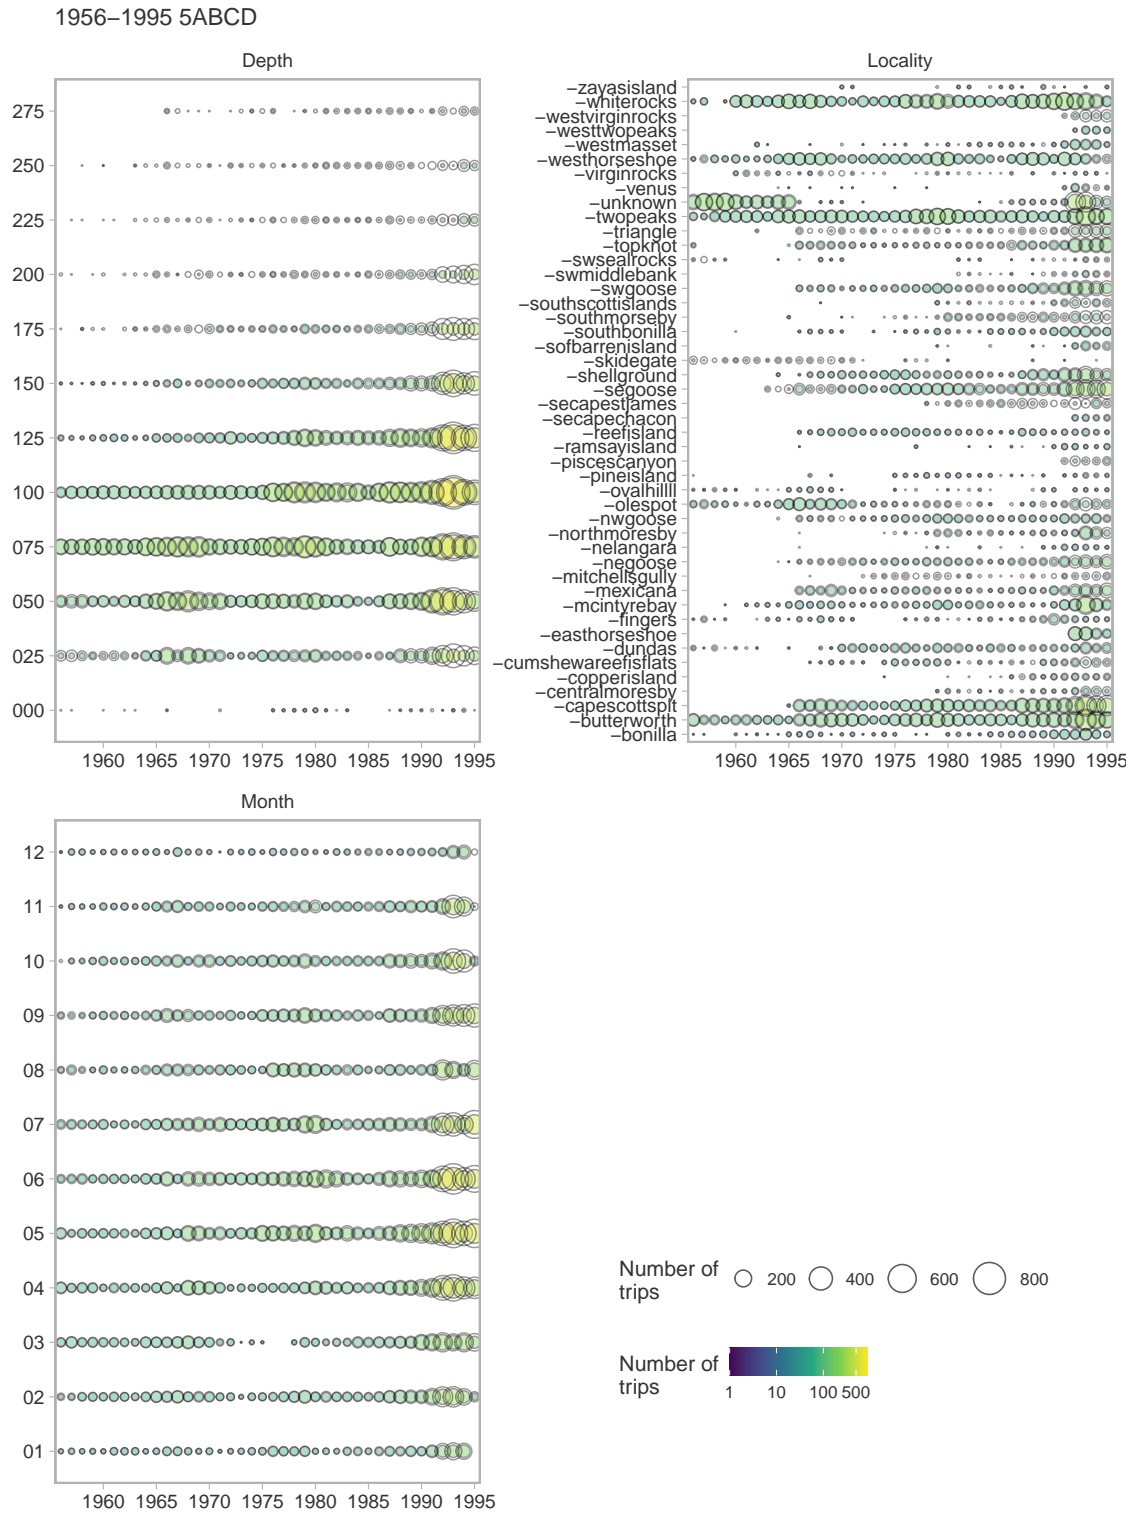 1956−1995 5ABCD
Depth
275
250
225
200
175
150
125
100
075
050
025
000
1960 1965 1970 1975 1980 1985 1990 1995
Locality
−zayasisland
−whiterocks
−westvirginrocks
−westtwopeaks
−westmasset
−westhorseshoe
−virginrocks
−venus
−unknown
−twopeaks
−triangle
−topknot
−swsealrocks
−swmiddlebank
−swgoose
−southscottislands
−southmorseby
−southbonilla
−sofbarrenisland
−skidegate
−shellground
−segoose
−secapestjames
−secapechacon
−reefisland
−ramsayisland
−piscescanyon
−pineisland
−ovalhillll
−olespot
−nwgoose
−northmoresby
−nelangara
−negoose
−mitchellsgully
−mexicana
−mcintyrebay
−fingers
−easthorseshoe
−dundas
−cumshewareefisflats
−copperisland
−centralmoresby
−capescottspit
−butterworth
−bonilla
1960 1965 1970 1975 1980 1985 1990 1995
Month
12
11
10
09
08
07
06
05
04
03
02
01
1960 1965 1970 1975 1980 1985 1990 1995
Number of
trips
200 400 600 800
Number of
trips
1 10 100 500